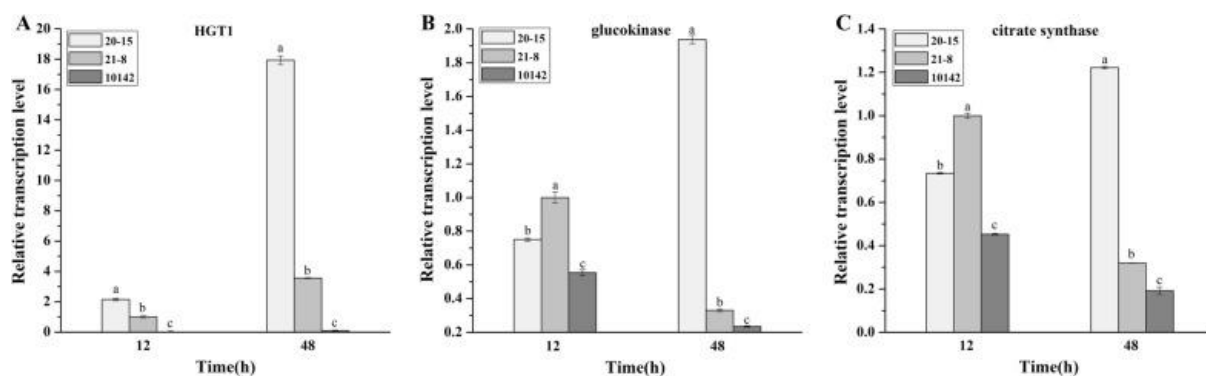 A
HGT1
20-15
21-8
10142
Relative transcription level
20
18
16
14
12
10
8
6
4
2
0
a
b
c
a
b
c
12
48
Time(h)
B
glucokinase
20-15
21-8
10142
Relative transcription level
2.0
1.8
1.6
1.4
1.2
1.0
0.8
0.6
0.4
0.2
b
a
c
a
b
c
12
48
Time(h)
C
citrate synthase
20-15
21-8
10142
Relative transcription level
1.4
1.2
1.0
0.8
0.6
0.4
0.2
0.0
b
a
c
a
b
c
12
48
Time(h)